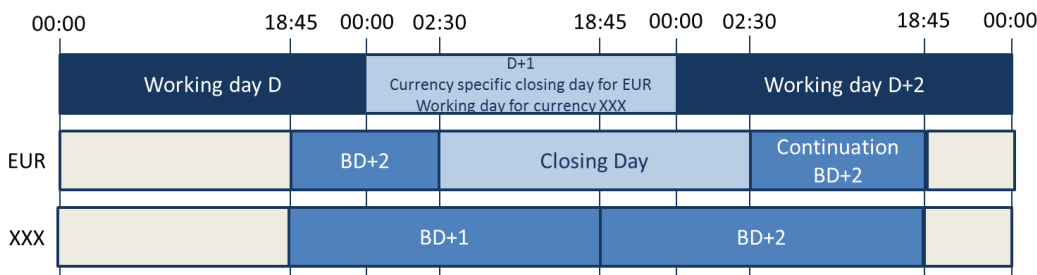 00:00 18:45 00:00 02:30 18:45 00:00 02:30 18:45 00:00
Working day D
D+1
Currency specific closing day for EUR
Working day for currency XXX
Working day D+2
EUR
BD+2
Closing Day
Continuation
BD+2
XXX
BD+1
BD+2